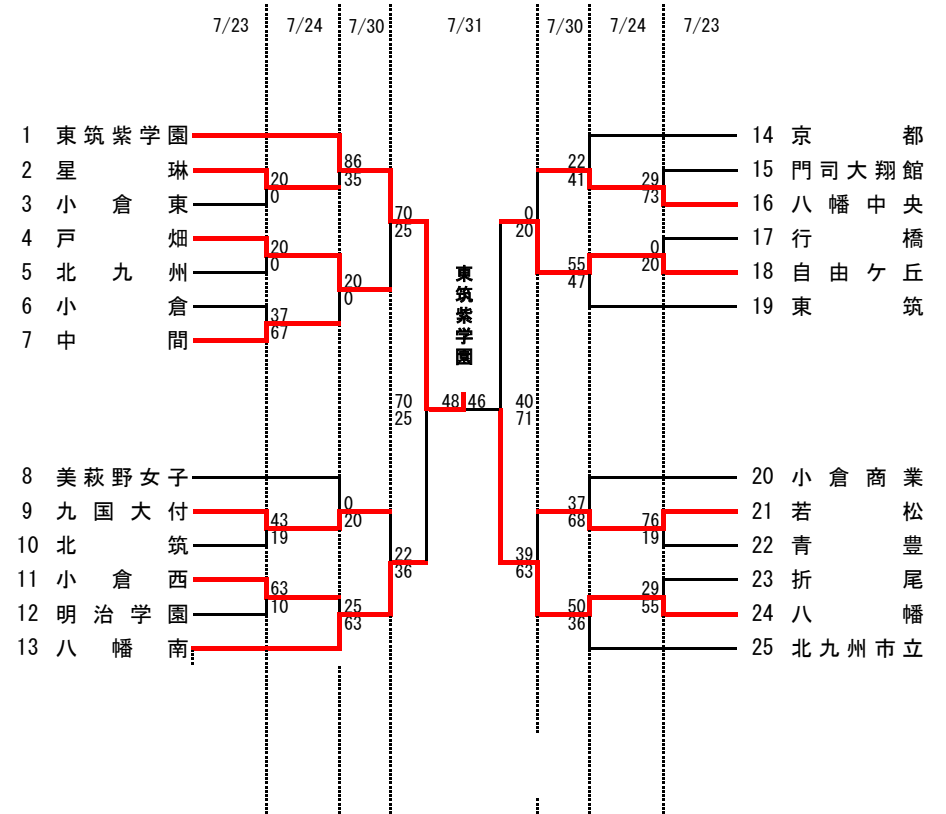 7/23 7/24 7/30 7/31 7/30 7/24 7/23
1 東筑紫学園
2 星琳
3 小倉東
4 戸畑
5 北九州
6 小倉
7 中間
8 美萩野女子
9 九国大付
10 北筑
11 小倉西
12 明治学園
13 八幡南
20
0
20
0
37
67
43
19
63
10
86
35
20
0
0
20
25
63
70
25
22
36
70
25
東筑紫学園
48 46
40
71
0
20
39
63
22
41
55
47
37
68
50
36
29
73
0
20
76
19
29
55
14 京都
15 門司大翔館
16 八幡中央
17 行橋
18 自由ケ丘
19 東筑
20 小倉商業
21 若松
22 青豊
23 折尾
24 八幡
25 北九州市立